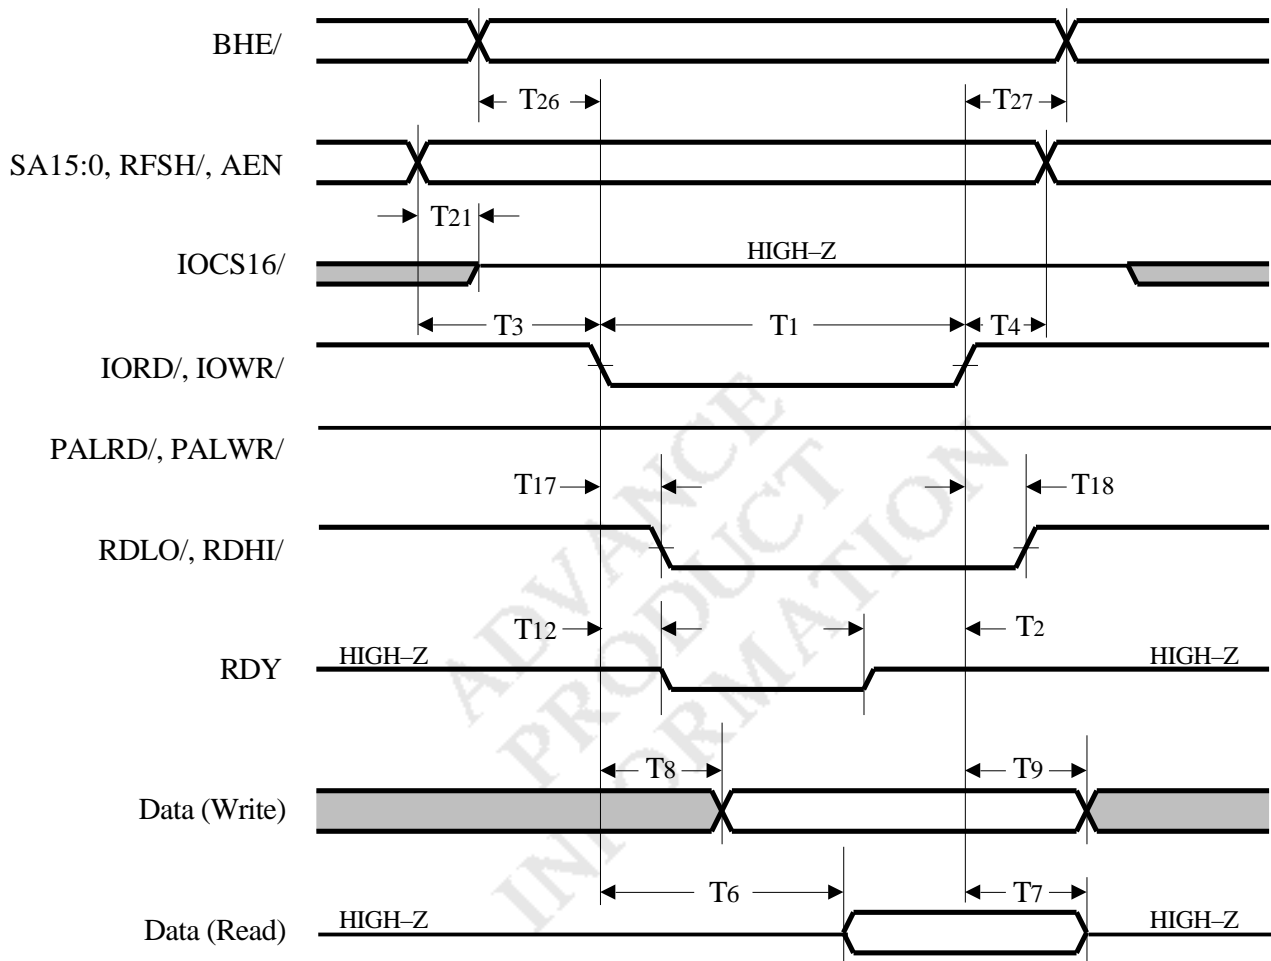 BHE/
T26
T27
SA15:0, RFSH/, AEN
T21
IOCS16/
HIGH–Z
T3
T1
T4
IORD/, IOWR/
PALRD/, PALWR/
T17
T18
RDLO/, RDHI/
T12
T2
RDY
HIGH–Z
HIGH–Z
T8
T9
Data (Write)
T6
T7
Data (Read)
HIGH–Z
HIGH–Z
ADVANCE
PRODUCT
INFORMATION